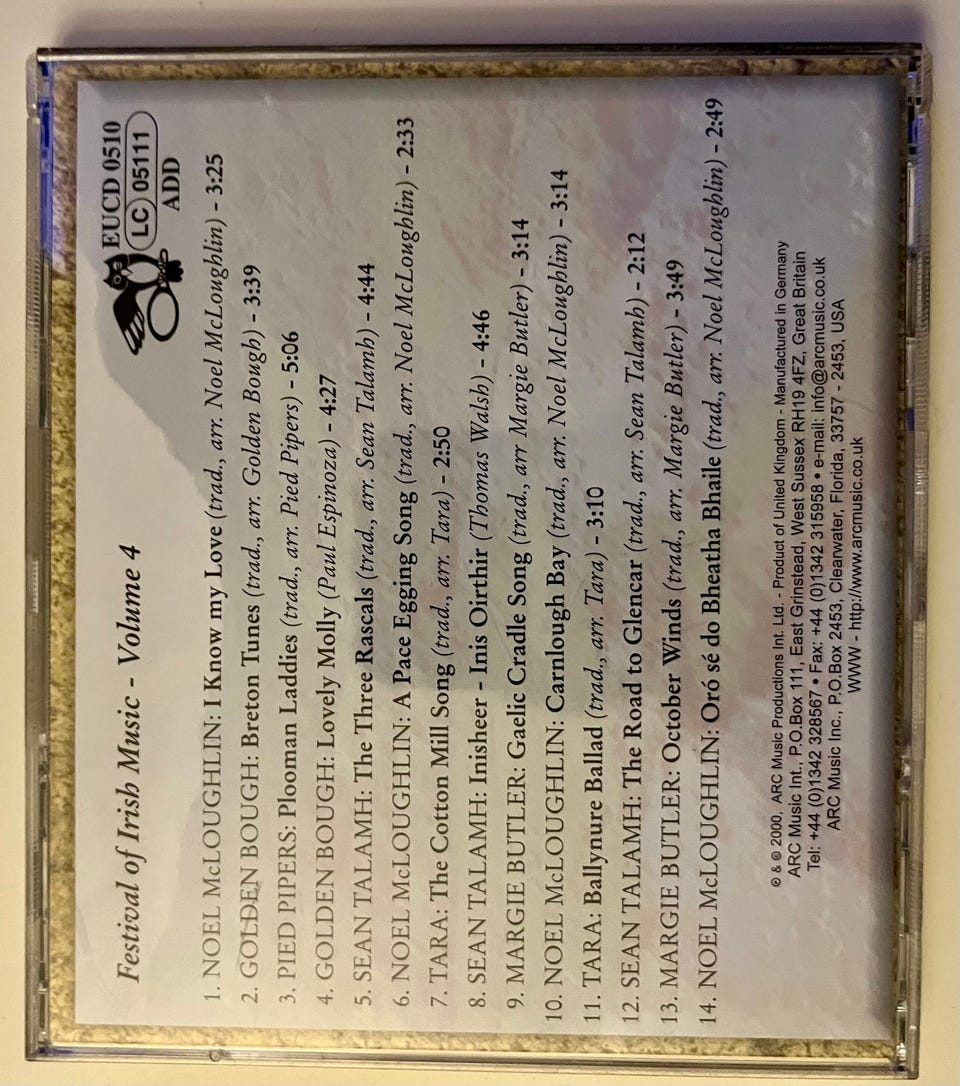 EUCD 0510
LC 05111
ADD
Festival of Irish Music - Volume 4
1. NOEL McLOUGHLIN: I Know my Love (trad., arr. Noel McLoughlin) - 3:25
2. GOLDEN BOUGH: Breton Tunes (trad., arr. Golden Bough) - 3:39
3. PIED PIPERS: Plooman Laddies (trad., arr. Pied Pipers) - 5:06
4. GOLDEN BOUGH: Lovely Molly (Paul Espinoza) - 4:27
5. SEAN TALAMH: The Three Rascals (trad., arr. Sean Talamb) - 4:44
6. NOEL McLOUGHLIN: A Pace Egging Song (trad., arr. Noel McLoughlin) - 2:33
7. TARA: The Cotton Mill Song (trad., arr. Tara) - 2:50
8. SEAN TALAMH: Inisheer - Inis Oirthir (Thomas Walsh) - 4:46
9. MARGIE BUTLER: Gaelic Cradle Song (trad., arr Margie Butler) - 3:14
10. NOEL McLOUGHLIN: Carnlough Bay (trad., arr. Noel McLoughlin) - 3:14
11. TARA: Ballynure Ballad (trad., arr. Tara) - 3:10
12. SEAN TALAMH: The Road to Glencar (trad., arr. Sean Talamb) - 2:12
13. MARGIE BUTLER: October Winds (trad., arr. Margie Butler) - 3:49
14. NOEL McLOUGHLIN: Oró sé do Bheatha Bhaile (trad., arr. Noel McLoughlin) - 2:49
℗ & © 2000, ARC Music Productions Int. Ltd. - Product of United Kingdom - Manufactured in Germany
ARC Music Int., P.O.Box 111, East Grinstead, West Sussex RH19 4FZ, Great Britain
Tel: +44 (0)1342 328567 • Fax: +44 (0)1342 315958 • e-mail: info@arcmusic.co.uk
ARC Music Inc., P.O.Box 2453, Clearwater, Florida, 33757 - 2453, USA
WWW - http://www.arcmusic.co.uk